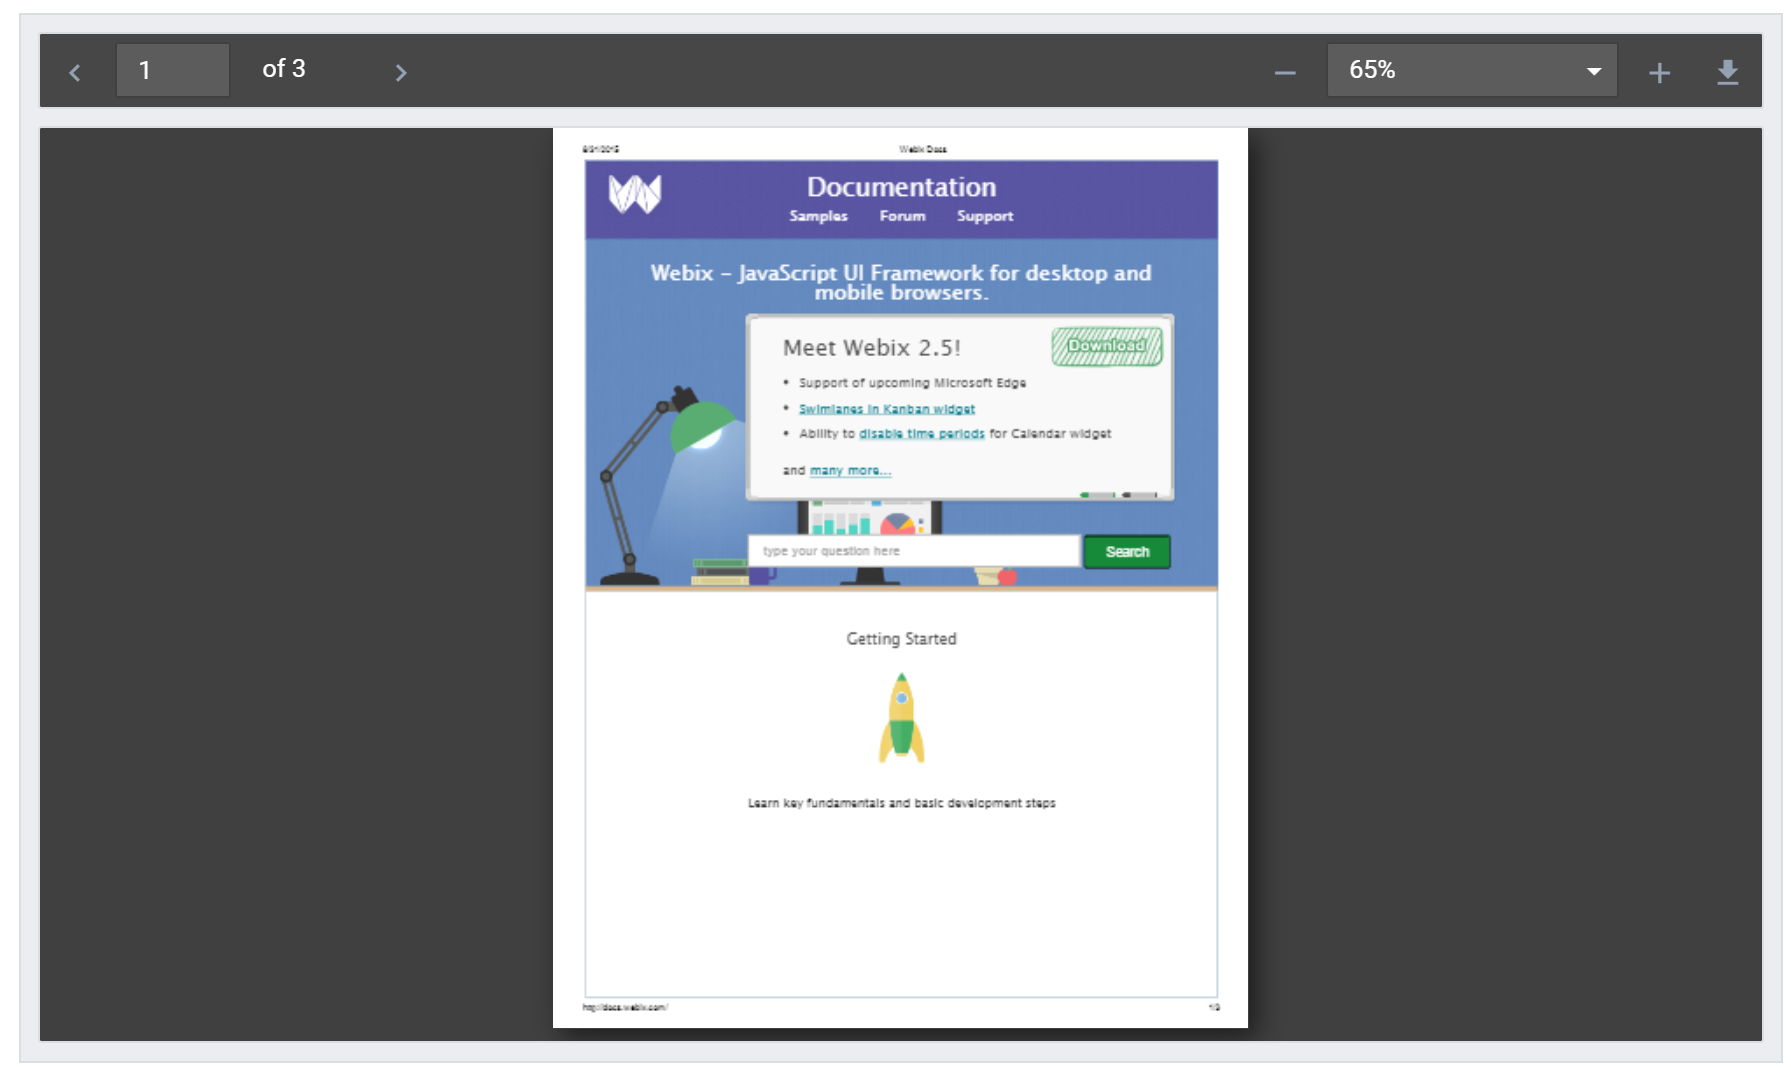 1 of 3 65%
Webix Docs
Documentation
Samples Forum Support
Webix – JavaScript UI Framework for desktop and
mobile browsers.
Meet Webix 2.5!
Download
• Support of upcoming Microsoft Edge
• Swimlanes in Kanban widget
• Ability to disable time periods for Calendar widget
and many more...
type your question here
Search
Getting Started
Learn key fundamentals and basic development steps
http://docs.webix.com/ 1/3